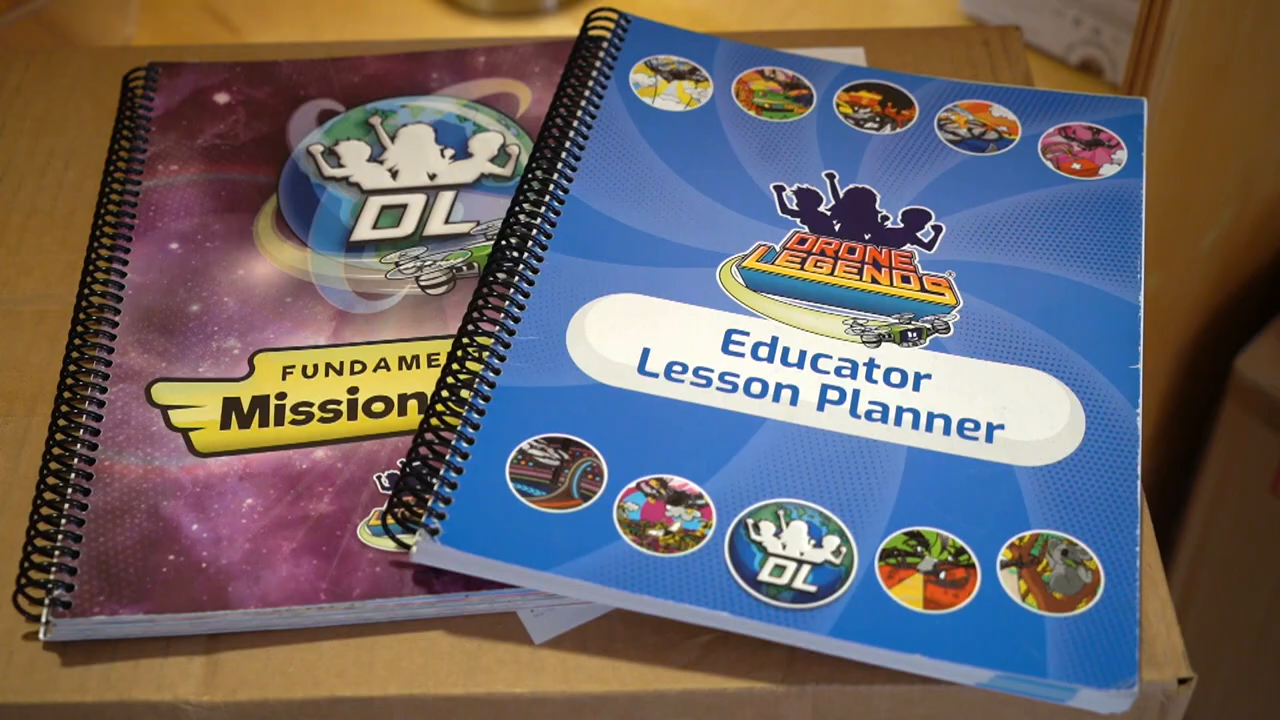 DL
FUNDAME
Mission
DRONE
LEGENDS
Educator
Lesson Planner
DL